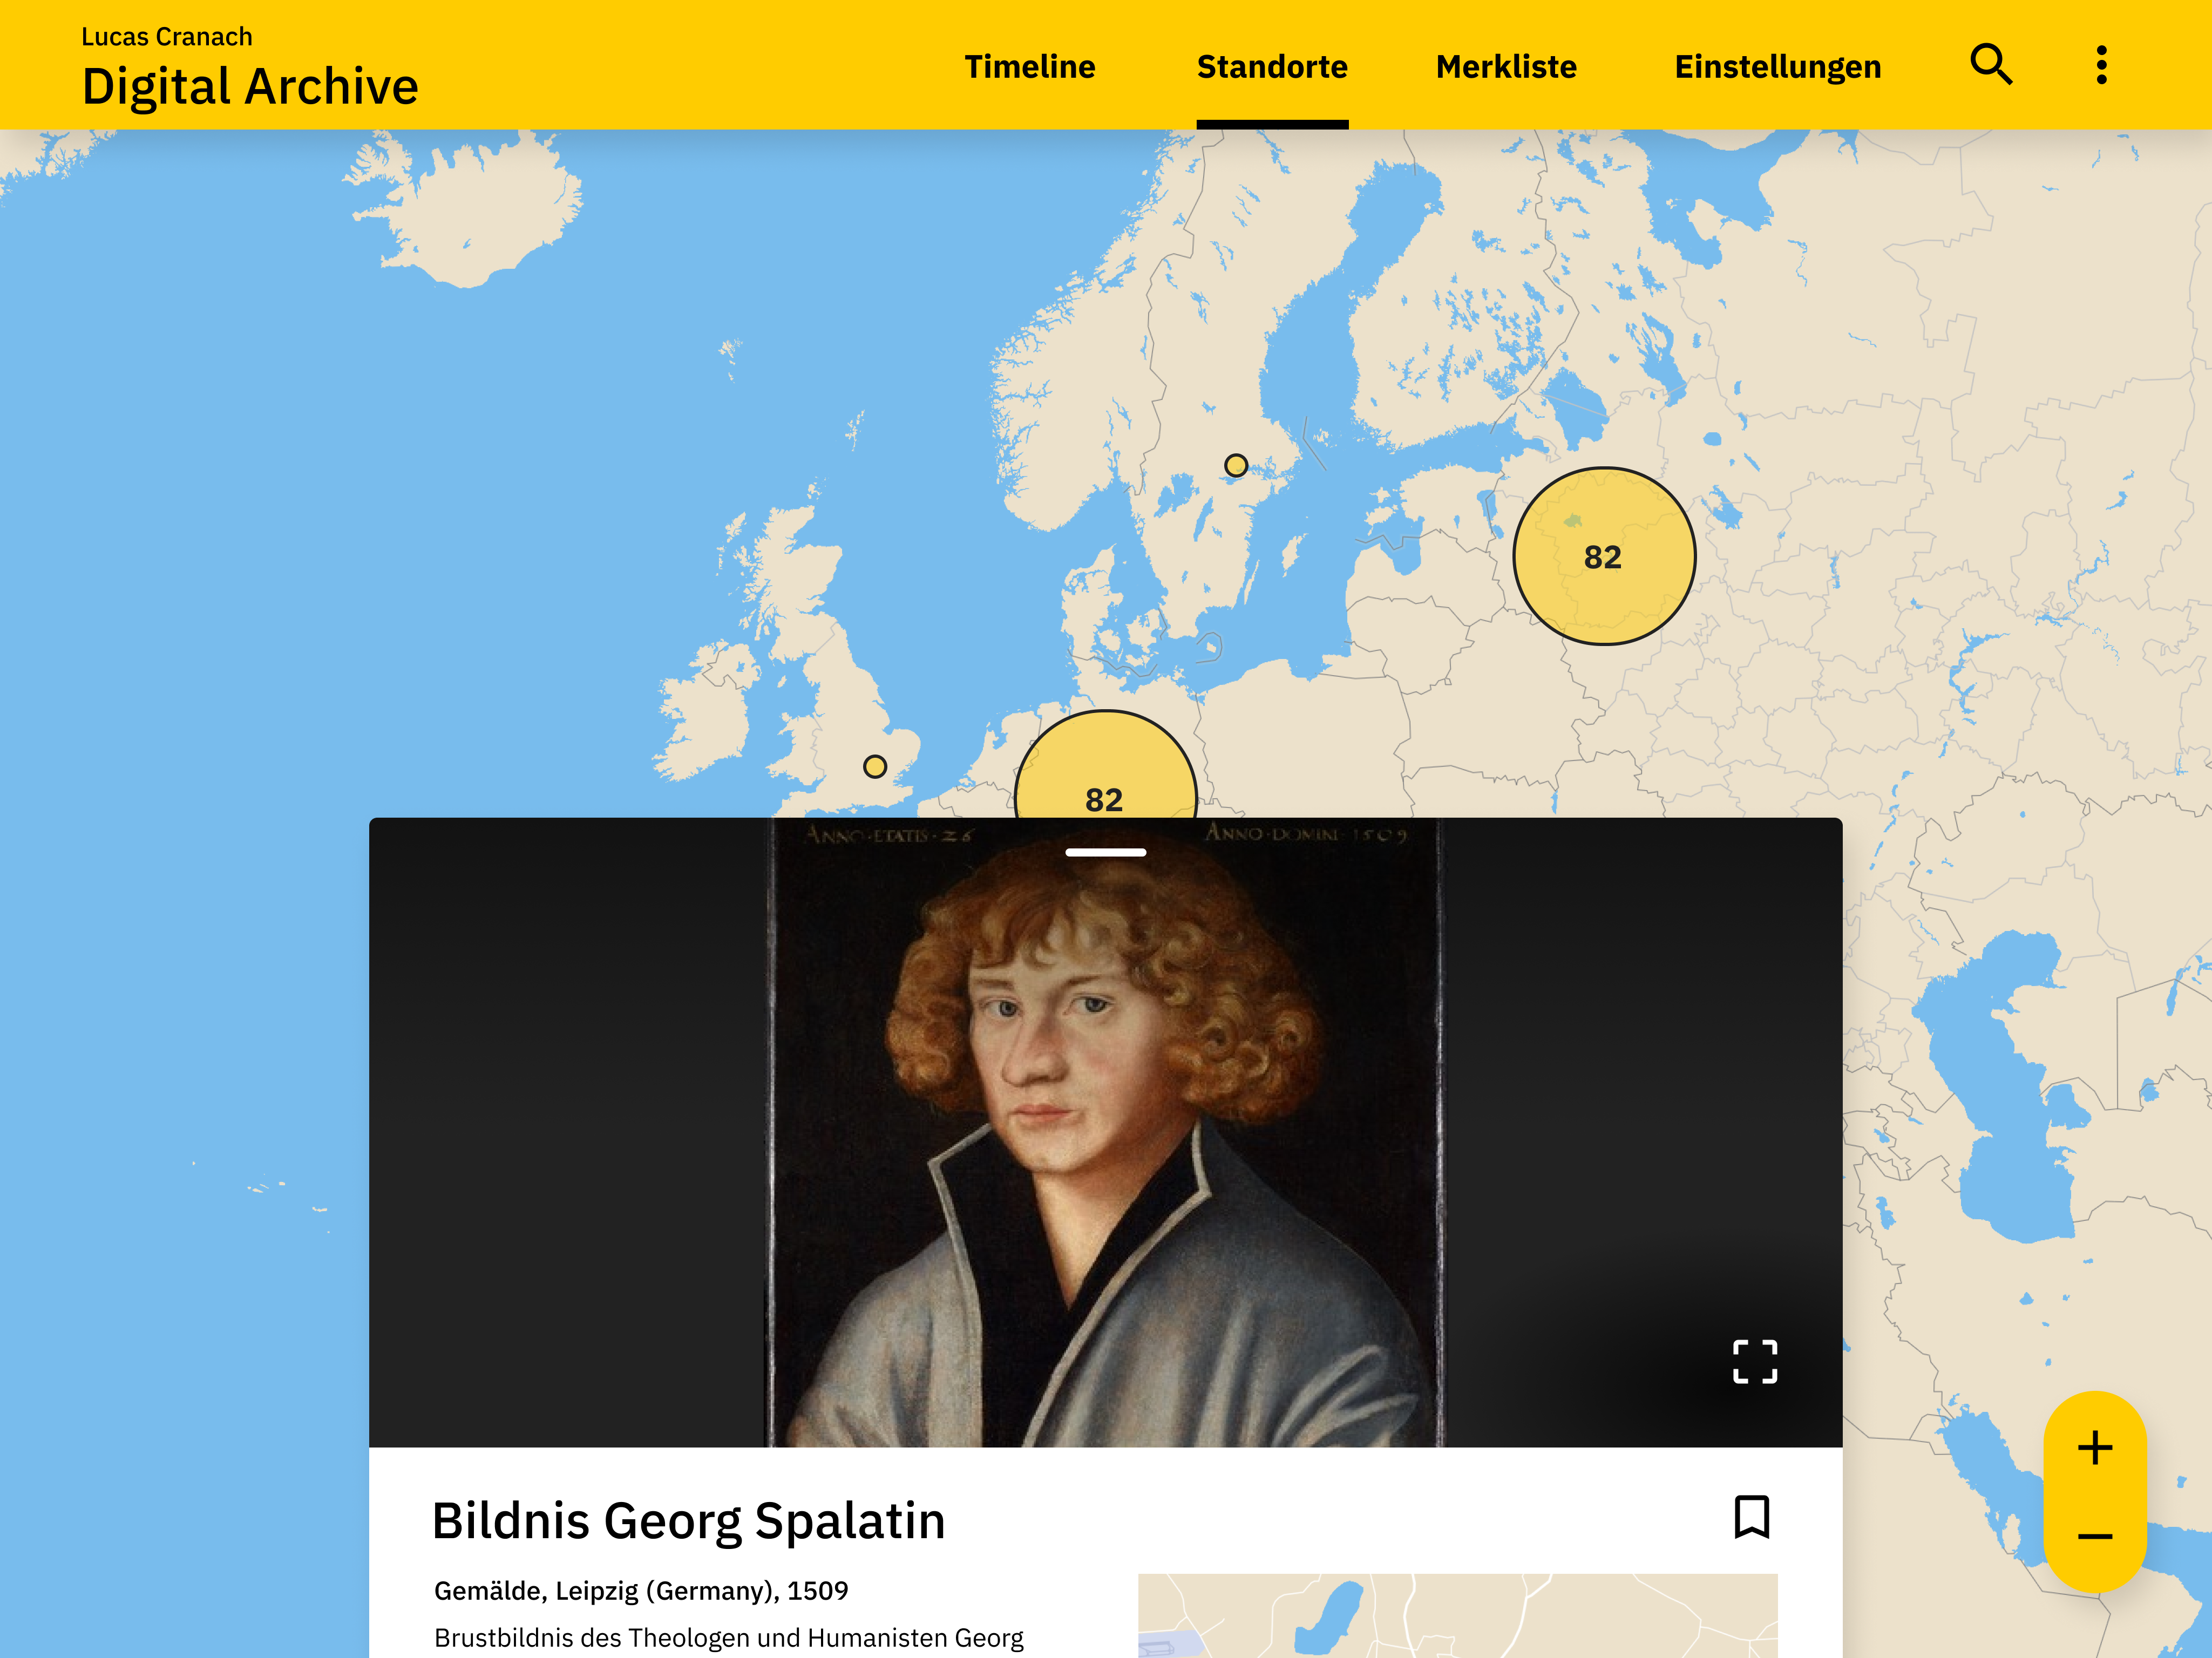 Lucas Cranach
Digital Archive
Timeline
Standorte
Merkliste
Einstellungen
82
82
ANNO·ETATIS·26
ANNO·DOMINI·1509
Bildnis Georg Spalatin
Gemälde, Leipzig (Germany), 1509
Brustbildnis des Theologen und Humanisten Georg